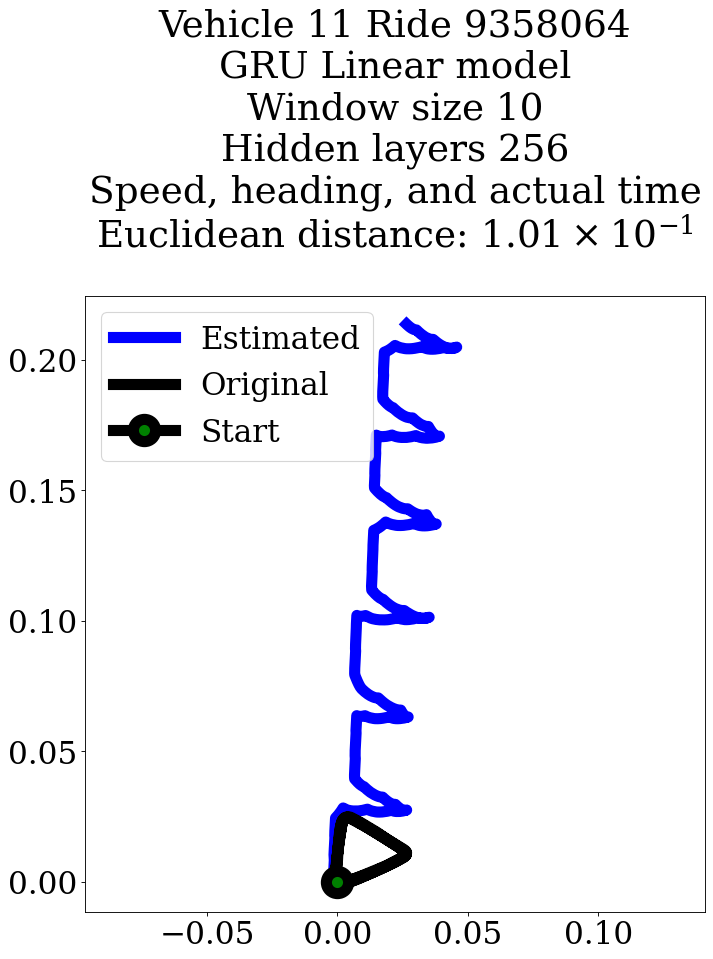 Vehicle 11 Ride 9358064
GRU Linear model
Window size 10
Hidden layers 256
Speed, heading, and actual time
Euclidean distance: 1.01 × 10⁻¹
Estimated
Original
Start
0.20
0.15
0.10
0.05
0.00
−0.05 0.00 0.05 0.10